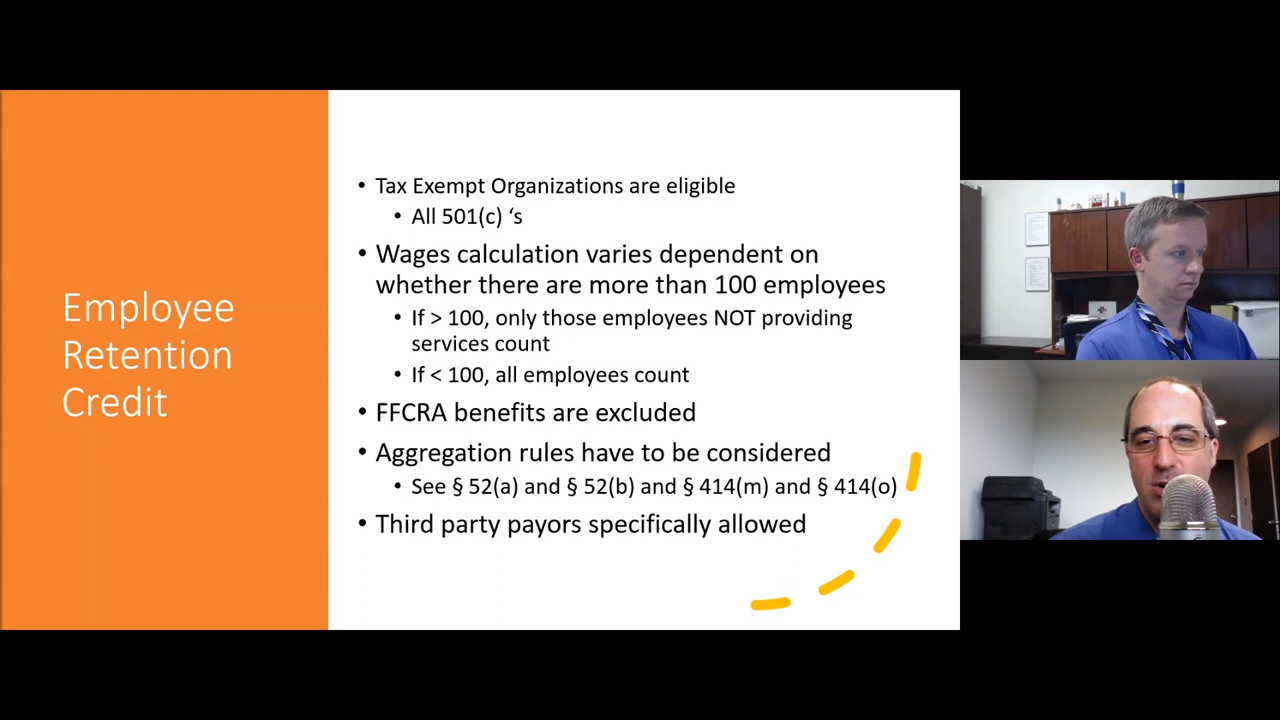 Employee
Retention
Credit
• Tax Exempt Organizations are eligible
• All 501(c) ‘s
• Wages calculation varies dependent on
whether there are more than 100 employees
• If > 100, only those employees NOT providing
services count
• If < 100, all employees count
• FFCRA benefits are excluded
• Aggregation rules have to be considered
• See § 52(a) and § 52(b) and § 414(m) and § 414(o)
• Third party payors specifically allowed